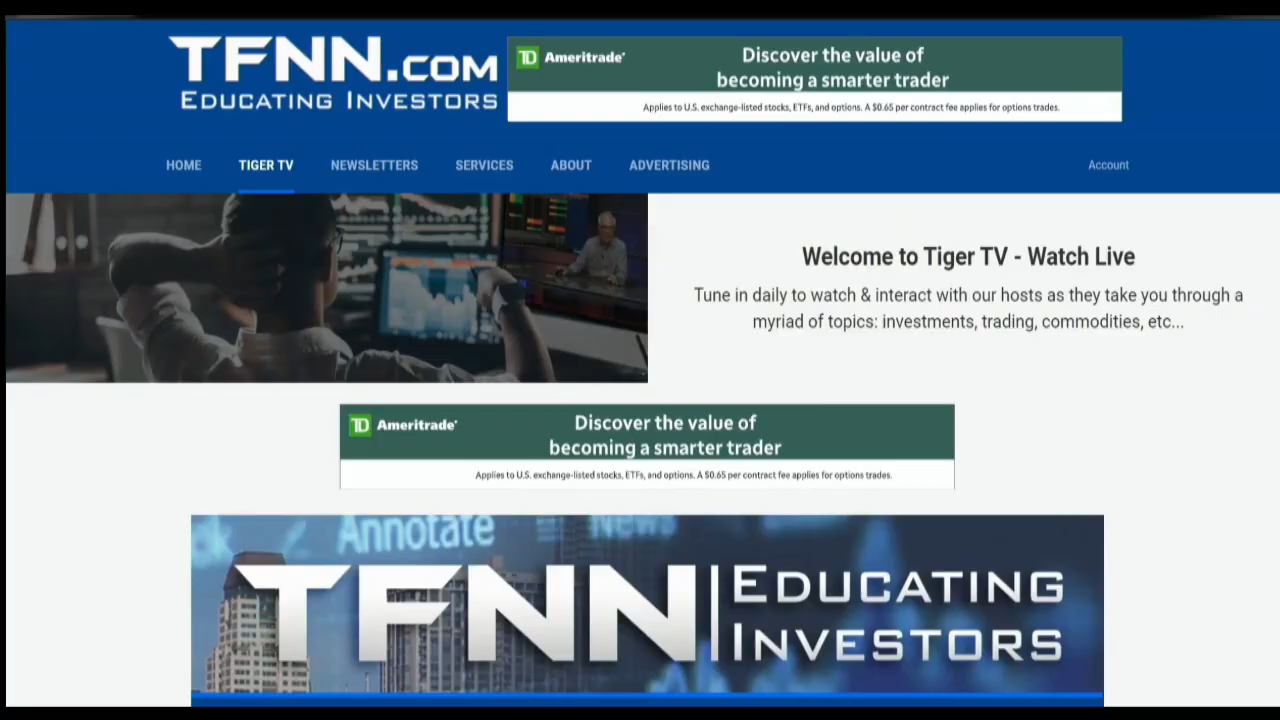 TFNN.COM
EDUCATING INVESTORS
TD Ameritrade®
Discover the value of
becoming a smarter trader
Applies to U.S. exchange-listed stocks, ETFs, and options. A $0.65 per contract fee applies for options trades.
HOME
TIGER TV
NEWSLETTERS
SERVICES
ABOUT
ADVERTISING
Account
Welcome to Tiger TV - Watch Live
Tune in daily to watch & interact with our hosts as they take you through a
myriad of topics: investments, trading, commodities, etc...
TD Ameritrade®
Discover the value of
becoming a smarter trader
Applies to U.S. exchange-listed stocks, ETFs, and options. A $0.65 per contract fee applies for options trades.
Annotate
News
TFNN
EDUCATING
INVESTORS